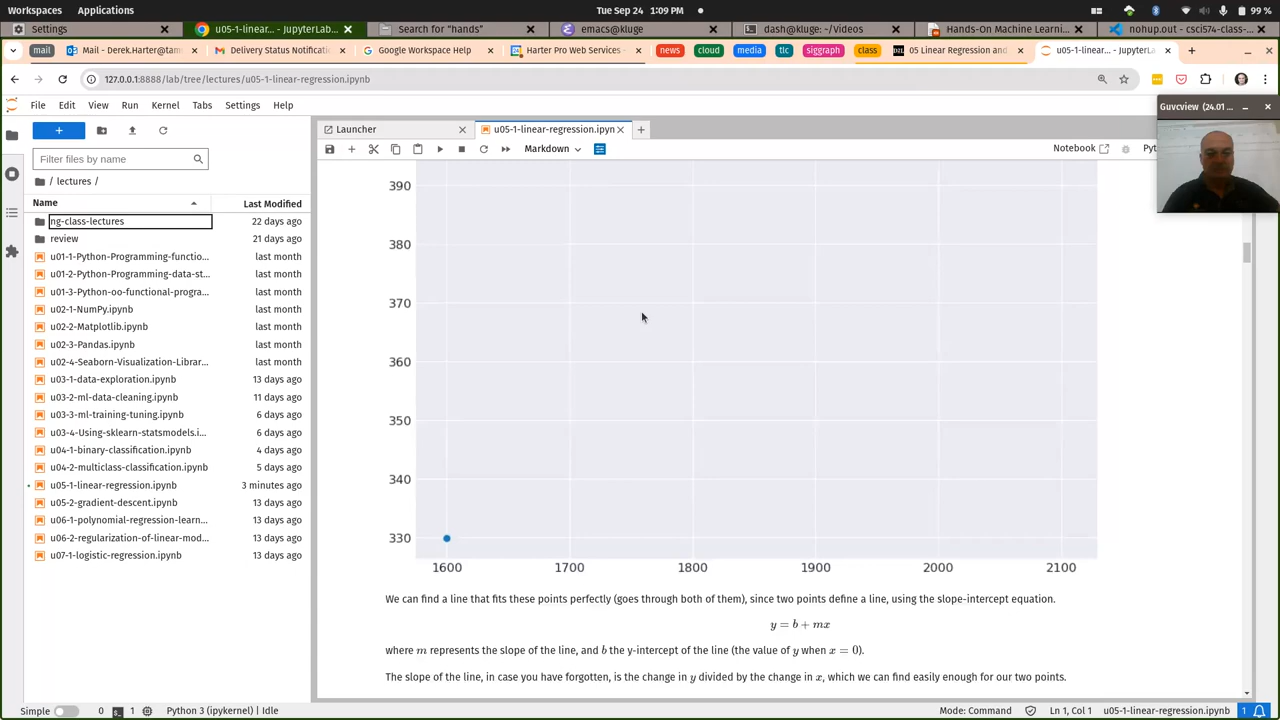 Workspaces Applications Tue Sep 24 1:09 PM 99 %
Settings u05-1-linear-r... - JupyterLab Search for "hands" emacs@kluge dash@kluge:~/Videos Hands-On Machine Learnin... nohup.out - csci574-class-...
mail Mail - Derek.Harter@tam Delivery Status Notificati Google Workspace Help Harter Pro Web Services - news cloud media tlc siggraph class 05 Linear Regression and u05-1-linear... - JupyterL
127.0.0.1:8888/lab/tree/lectures/u05-1-linear-regression.ipynb
File Edit View Run Kernel Tabs Settings Help
Guvcview (24.01 ...
+
Launcher u05-1-linear-regression.ipyn
Markdown Notebook Pyt
Filter files by name
/ lectures /
Name Last Modified
ng-class-lectures 22 days ago
review 21 days ago
u01-1-Python-Programming-functio... last month
u01-2-Python-Programming-data-st... last month
u01-3-Python-oo-functional-progra... last month
u02-1-NumPy.ipynb last month
u02-2-Matplotlib.ipynb last month
u02-3-Pandas.ipynb last month
u02-4-Seaborn-Visualization-Librar... last month
u03-1-data-exploration.ipynb 13 days ago
u03-2-ml-data-cleaning.ipynb 11 days ago
u03-3-ml-training-tuning.ipynb 6 days ago
u03-4-Using-sklearn-statsmodels.i... 6 days ago
u04-1-binary-classification.ipynb 4 days ago
u04-2-multiclass-classification.ipynb 5 days ago
u05-1-linear-regression.ipynb 3 minutes ago
u05-2-gradient-descent.ipynb 13 days ago
u06-1-polynomial-regression-learn... 13 days ago
u06-2-regularization-of-linear-mod... 13 days ago
u07-1-logistic-regression.ipynb 13 days ago
390
380
370
360
350
340
330
1600 1700 1800 1900 2000 2100
We can find a line that fits these points perfectly (goes through both of them), since two points define a line, using the slope-intercept equation.
y = b + mx
where m represents the slope of the line, and b the y-intercept of the line (the value of y when x = 0).
The slope of the line, in case you have forgotten, is the change in y divided by the change in x, which we can find easily enough for our two points.
Simple 0 1 Python 3 (ipykernel) | Idle Mode: Command Ln 1, Col 1 u05-1-linear-regression.ipynb 1